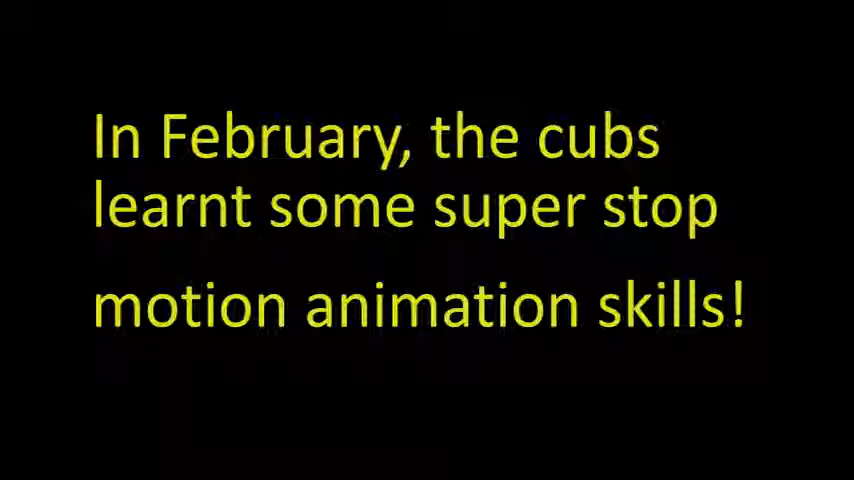 In February, the cubs
learnt some super stop
motion animation skills!